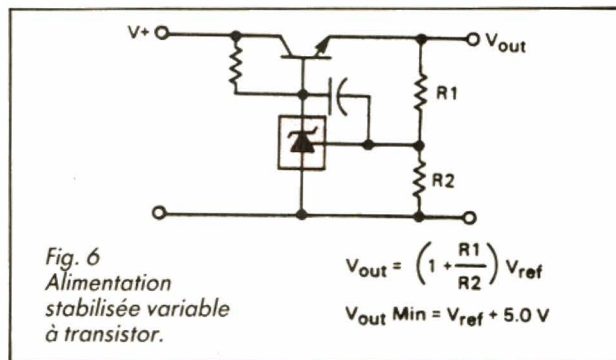 V+
Vout
R1
R2
Fig. 6
Alimentation
stabilisée variable
à transistor.
Vout = (1 + R1/R2) Vref
Vout Min = Vref + 5.0 V